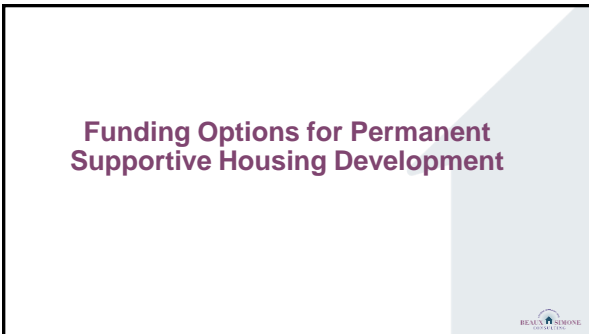 Funding Options for Permanent
Supportive Housing Development
BEAUX SIMONE
CONSULTING